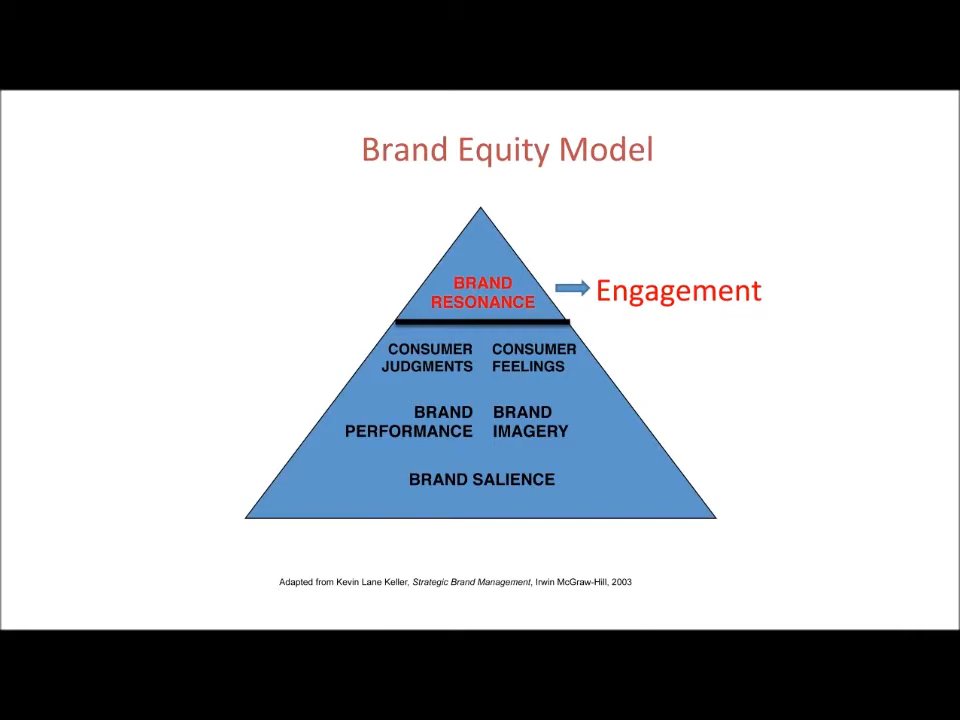 Brand Equity Model
BRAND
RESONANCE
Engagement
CONSUMER CONSUMER
JUDGMENTS FEELINGS
BRAND BRAND
PERFORMANCE IMAGERY
BRAND SALIENCE
Adapted from Kevin Lane Keller, Strategic Brand Management, Irwin McGraw-Hill, 2003